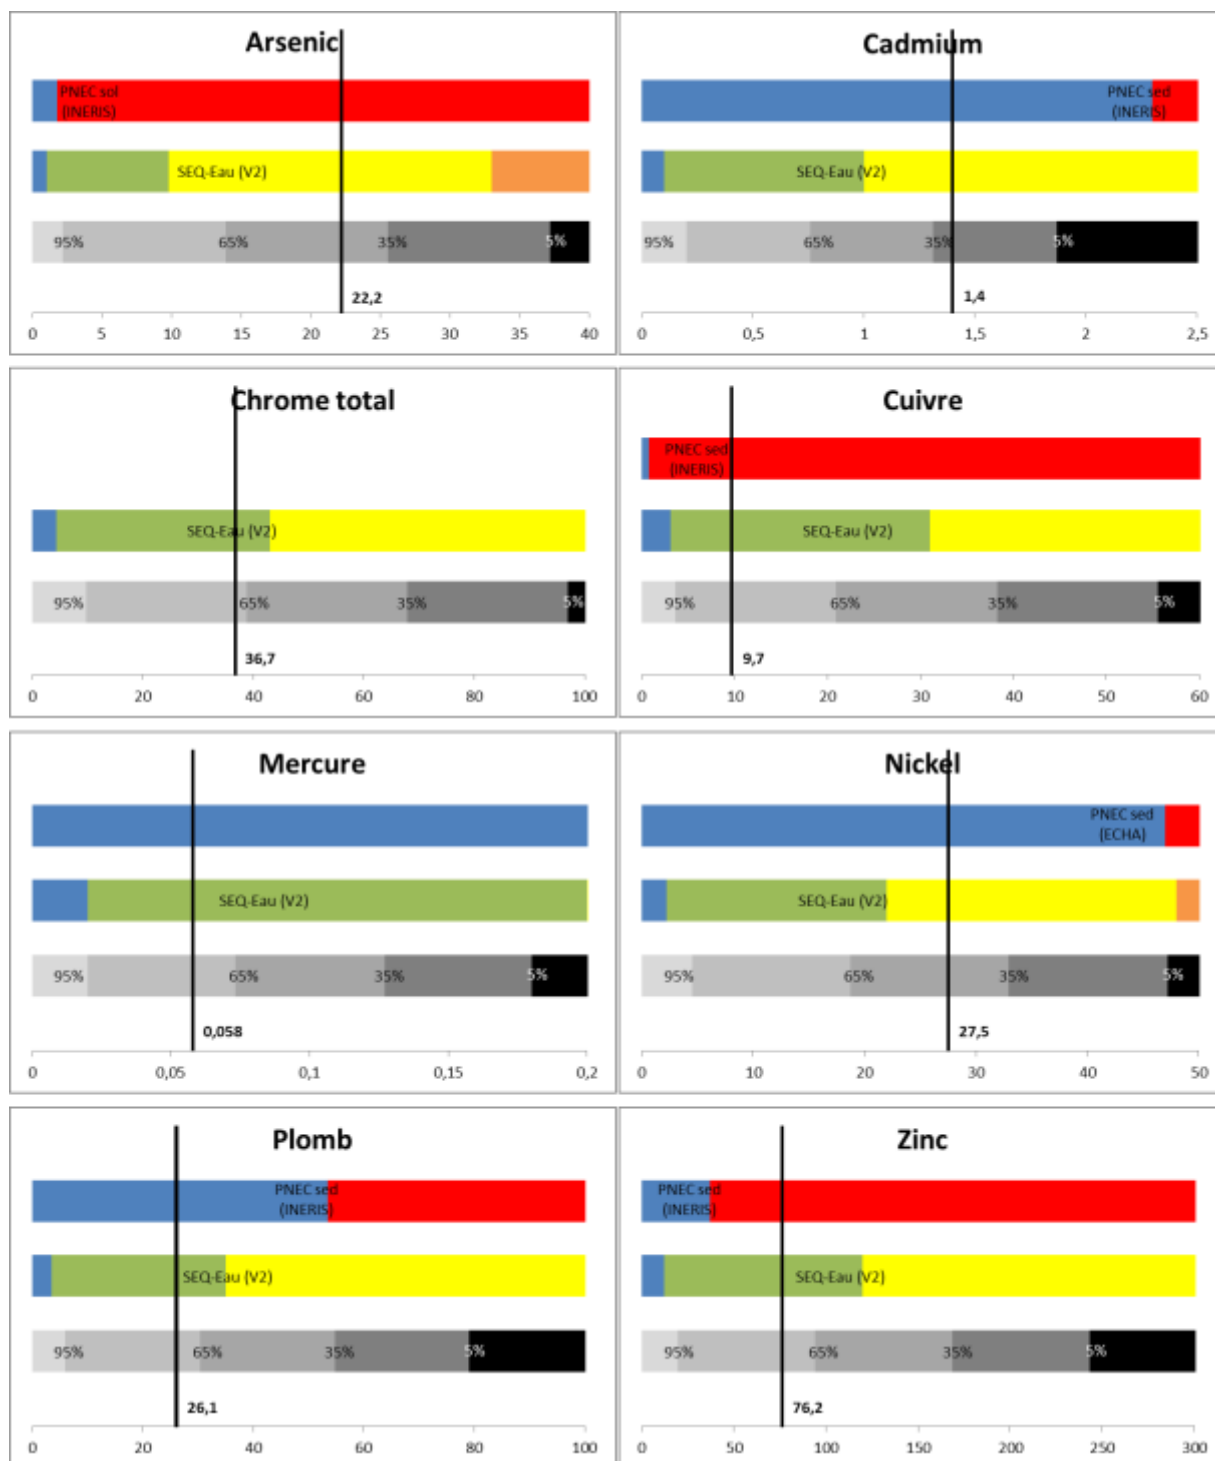 Arsenic
PNEC sol
(INERIS)
SEQ-Eau (V2)
95% 65% 35% 5%
22,2
0 5 10 15 20 25 30 35 40
Cadmium
PNEC sed
(INERIS)
SEQ-Eau (V2)
95% 65% 35% 5%
1,4
0 0,5 1 1,5 2 2,5
Chrome total
SEQ-Eau (V2)
95% 65% 35% 5%
36,7
0 20 40 60 80 100
Cuivre
PNEC sed
(INERIS)
SEQ-Eau (V2)
95% 65% 35% 5%
9,7
0 10 20 30 40 50 60
Mercure
SEQ-Eau (V2)
95% 65% 35% 5%
0,058
0 0,05 0,1 0,15 0,2
Nickel
PNEC sed
(ECHA)
SEQ-Eau (V2)
95% 65% 35% 5%
27,5
0 10 20 30 40 50
Plomb
PNEC sed
(INERIS)
SEQ-Eau (V2)
95% 65% 35% 5%
26,1
0 20 40 60 80 100
Zinc
PNEC sed
(INERIS)
SEQ-Eau (V2)
95% 65% 35% 5%
76,2
0 50 100 150 200 250 300